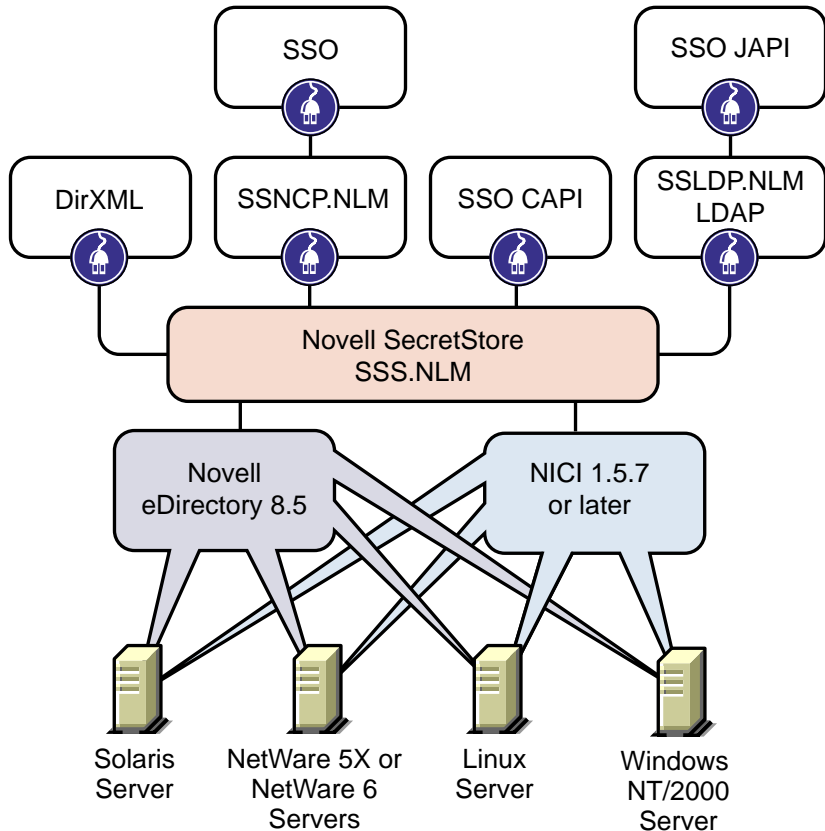 SSO
SSO JAPI
DirXML
SSNCP.NLM
SSO CAPI
SSLDP.NLM
LDAP
Novell SecretStore
SSS.NLM
Novell
eDirectory 8.5
NICI 1.5.7
or later
Solaris
Server
NetWare 5X or
NetWare 6
Servers
Linux
Server
Windows
NT/2000
Server